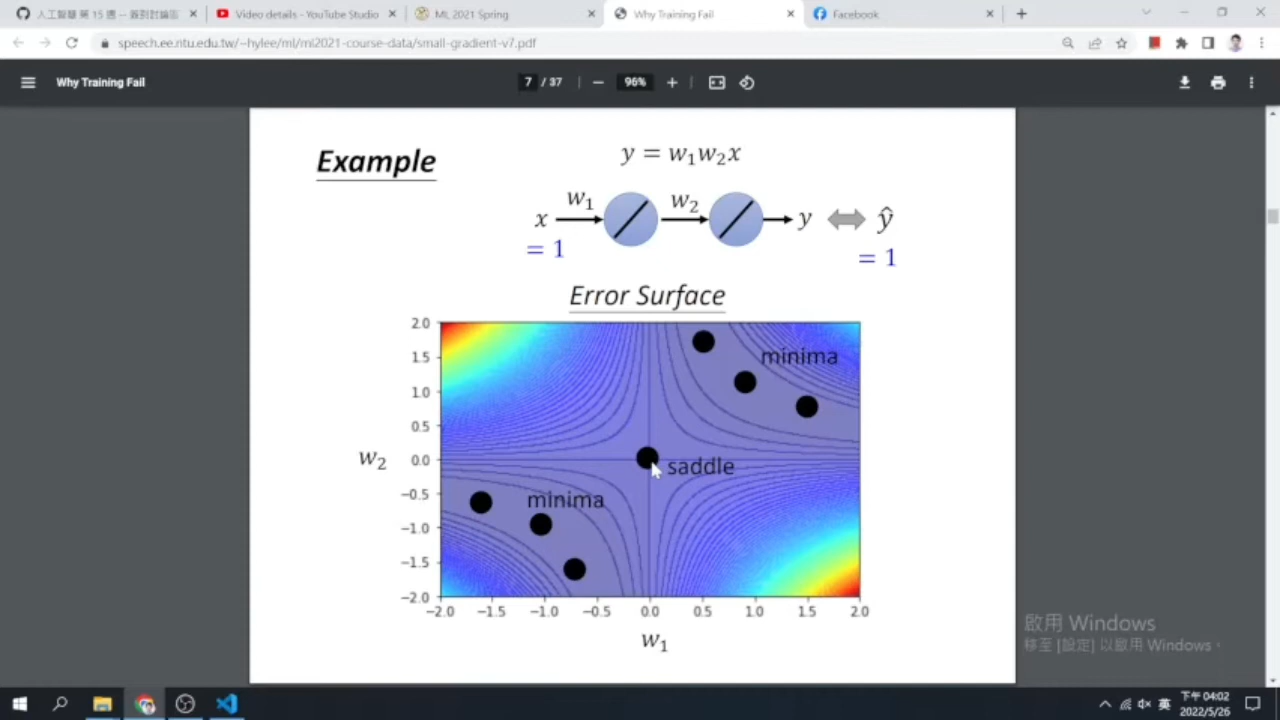 人工智慧 第 15 週 -- 簽到討論區
Video details - YouTube Studio
ML 2021 Spring
Why Training Fail
Facebook
speech.ee.ntu.edu.tw/~hylee/ml/ml2021-course-data/small-gradient-v7.pdf
Why Training Fail
7 / 37
96%
Example
y = w₁w₂x
w₁
w₂
x
y
ŷ
= 1
= 1
Error Surface
2.0
1.5
1.0
0.5
0.0
−0.5
−1.0
−1.5
−2.0
w₂
minima
saddle
minima
−2.0 −1.5 −1.0 −0.5 0.0 0.5 1.0 1.5 2.0
w₁
啟用 Windows
移至 [設定] 以啟用 Windows。
英
下午 04:02
2022/5/26